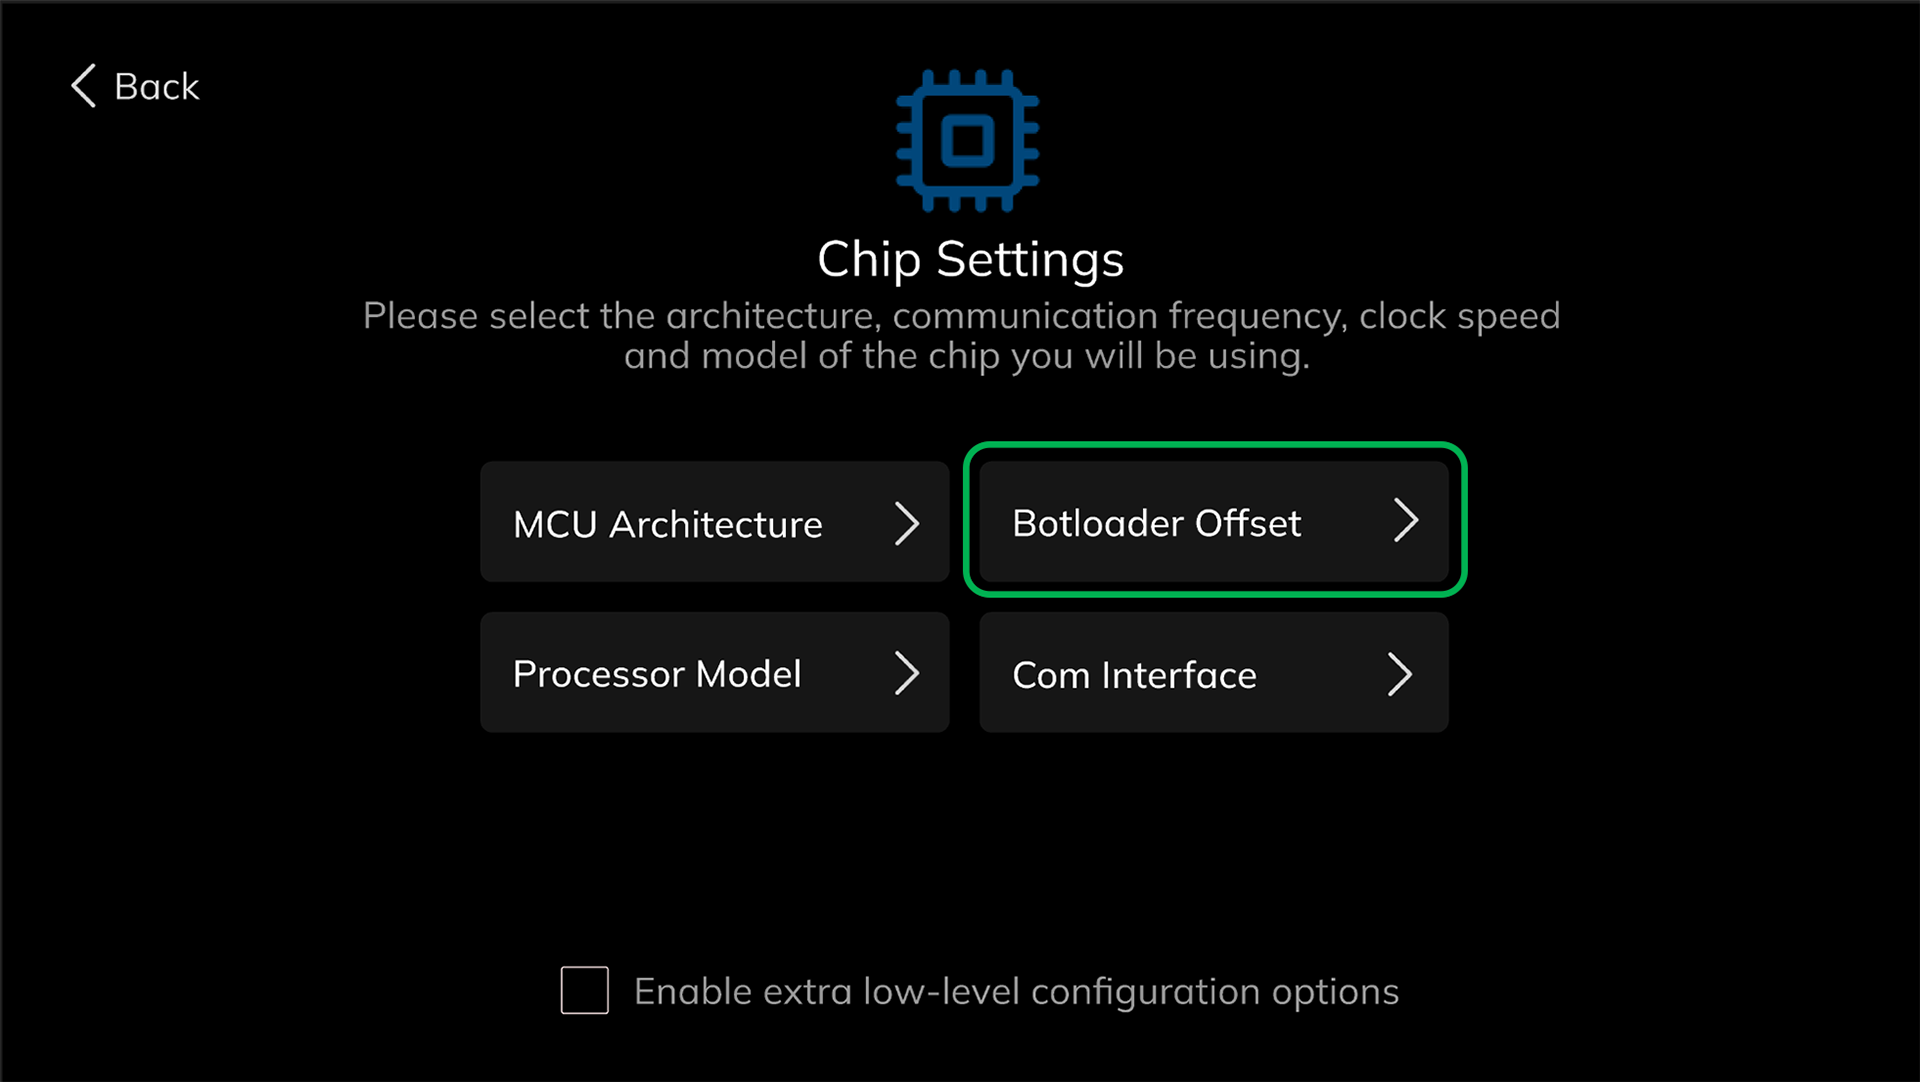 Back
Chip Settings
Please select the architecture, communication frequency, clock speed
and model of the chip you will be using.
MCU Architecture
Botloader Offset
Processor Model
Com Interface
Enable extra low-level configuration options